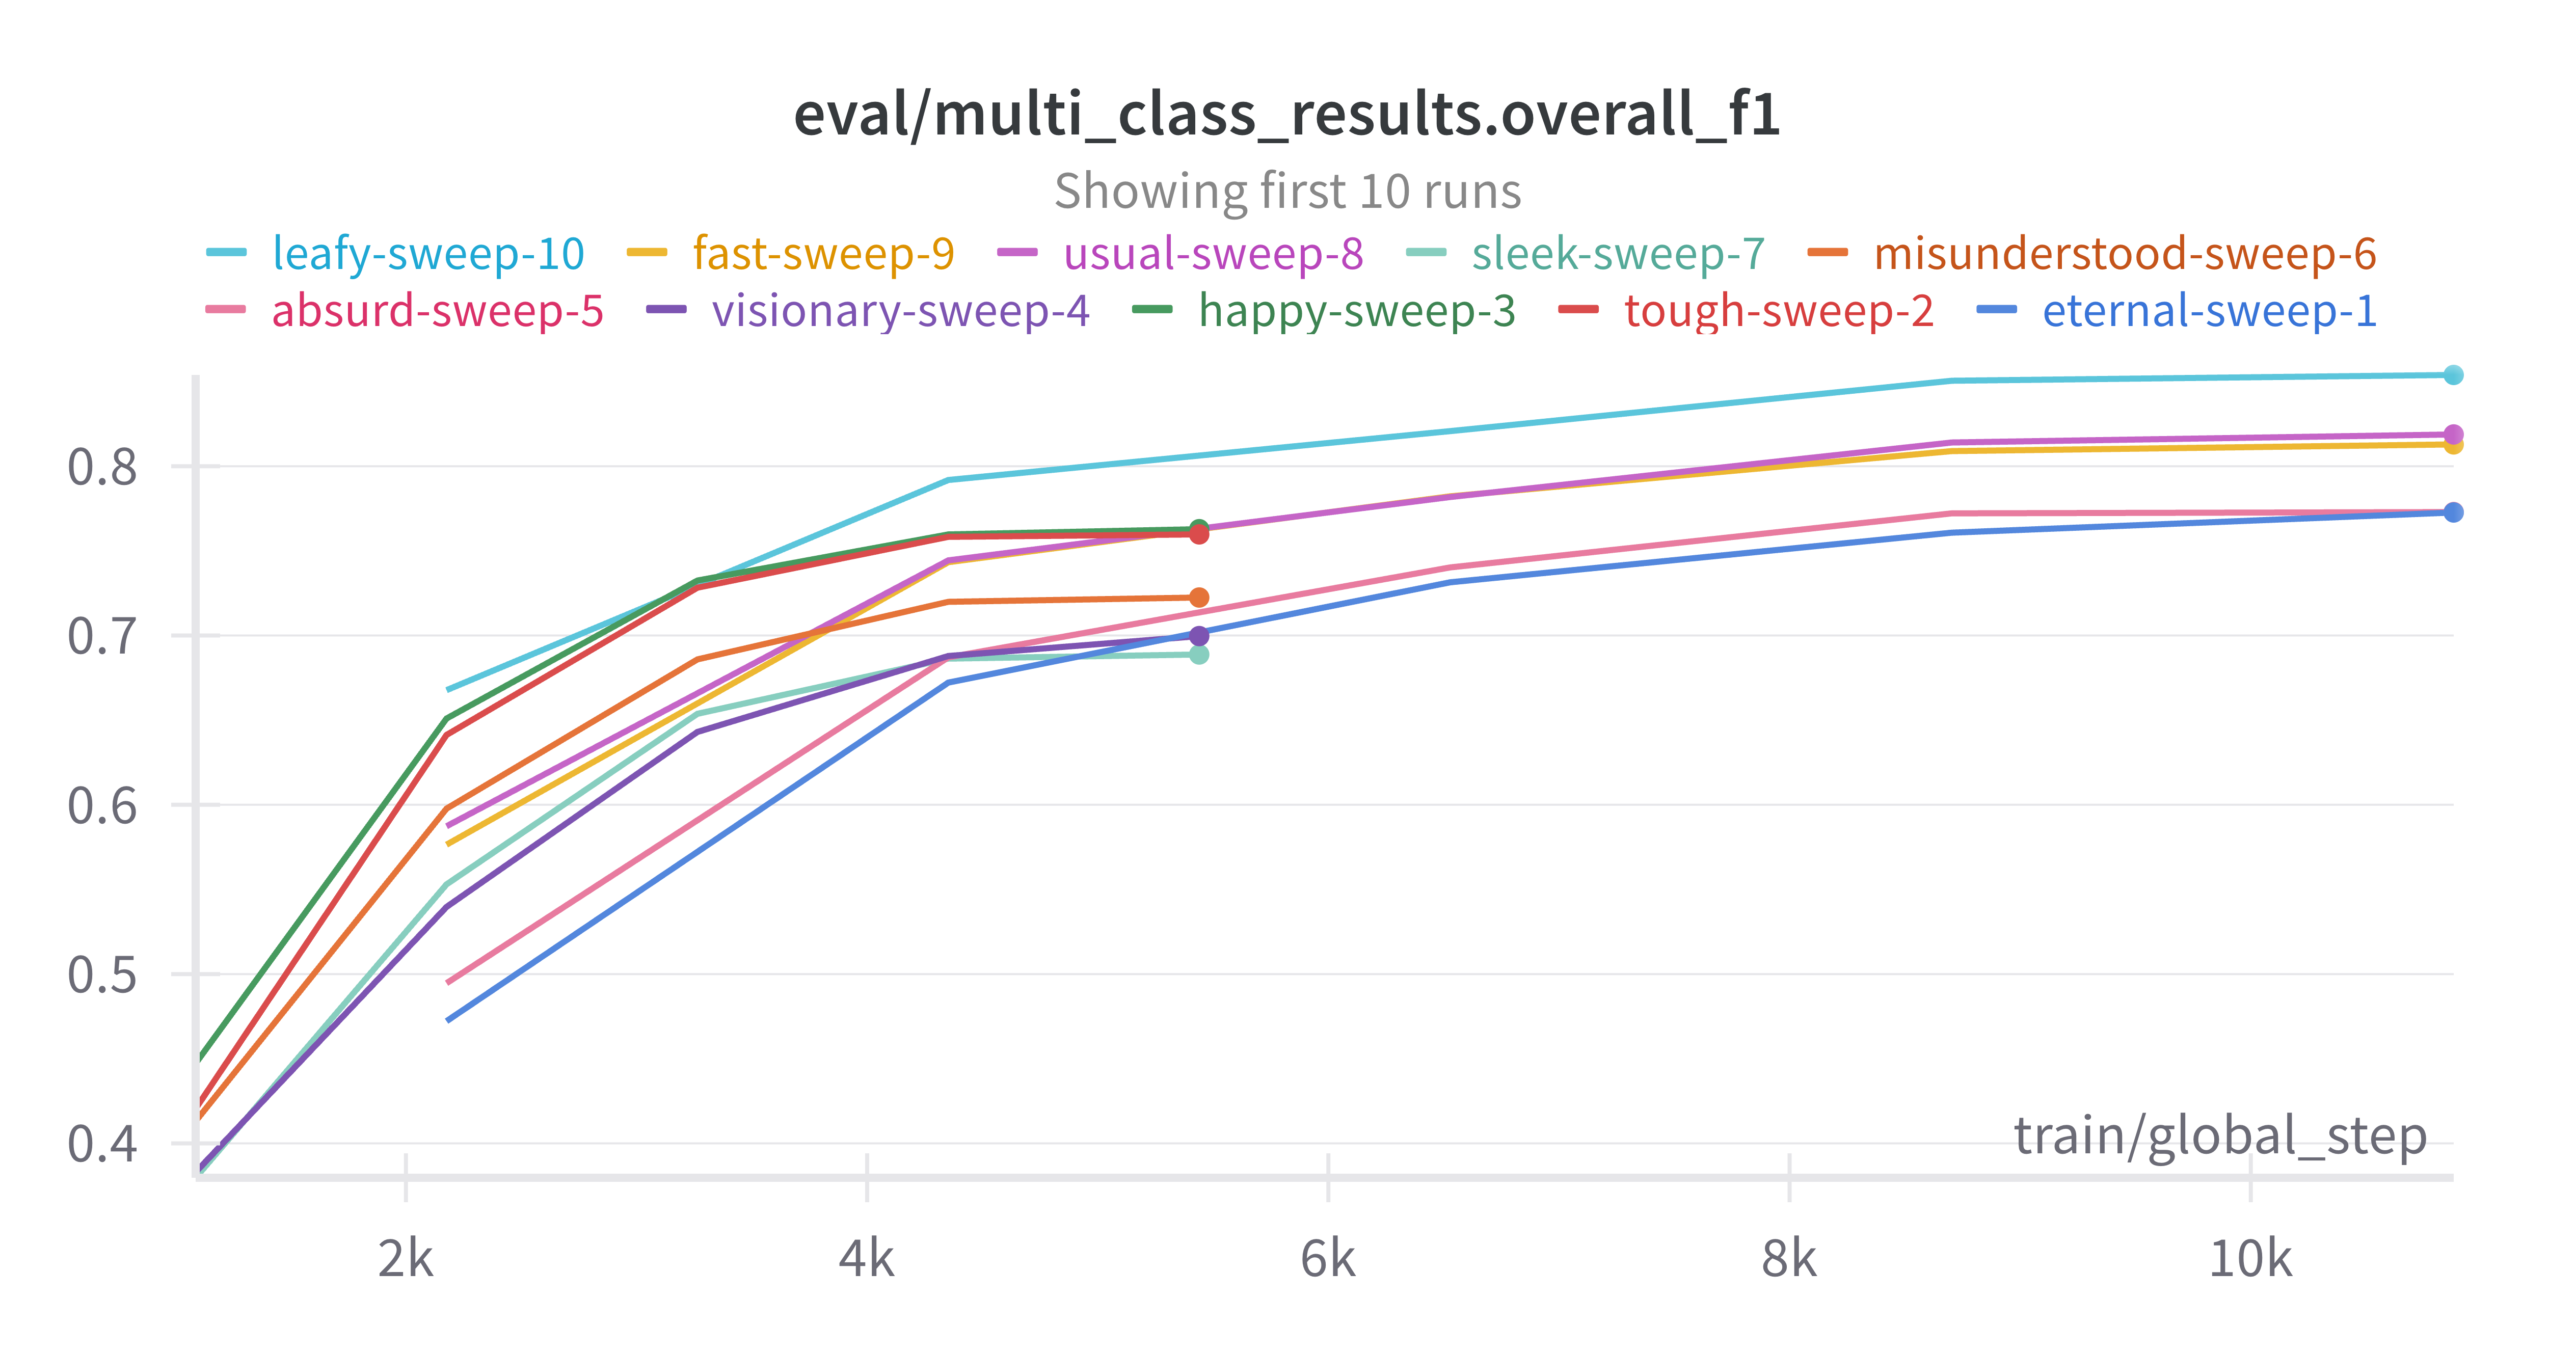 eval/multi_class_results.overall_f1
Showing first 10 runs
leafy-sweep-10 fast-sweep-9 usual-sweep-8 sleek-sweep-7 misunderstood-sweep-6
absurd-sweep-5 visionary-sweep-4 happy-sweep-3 tough-sweep-2 eternal-sweep-1
0.8
0.7
0.6
0.5
0.4
train/global_step
2k 4k 6k 8k 10k